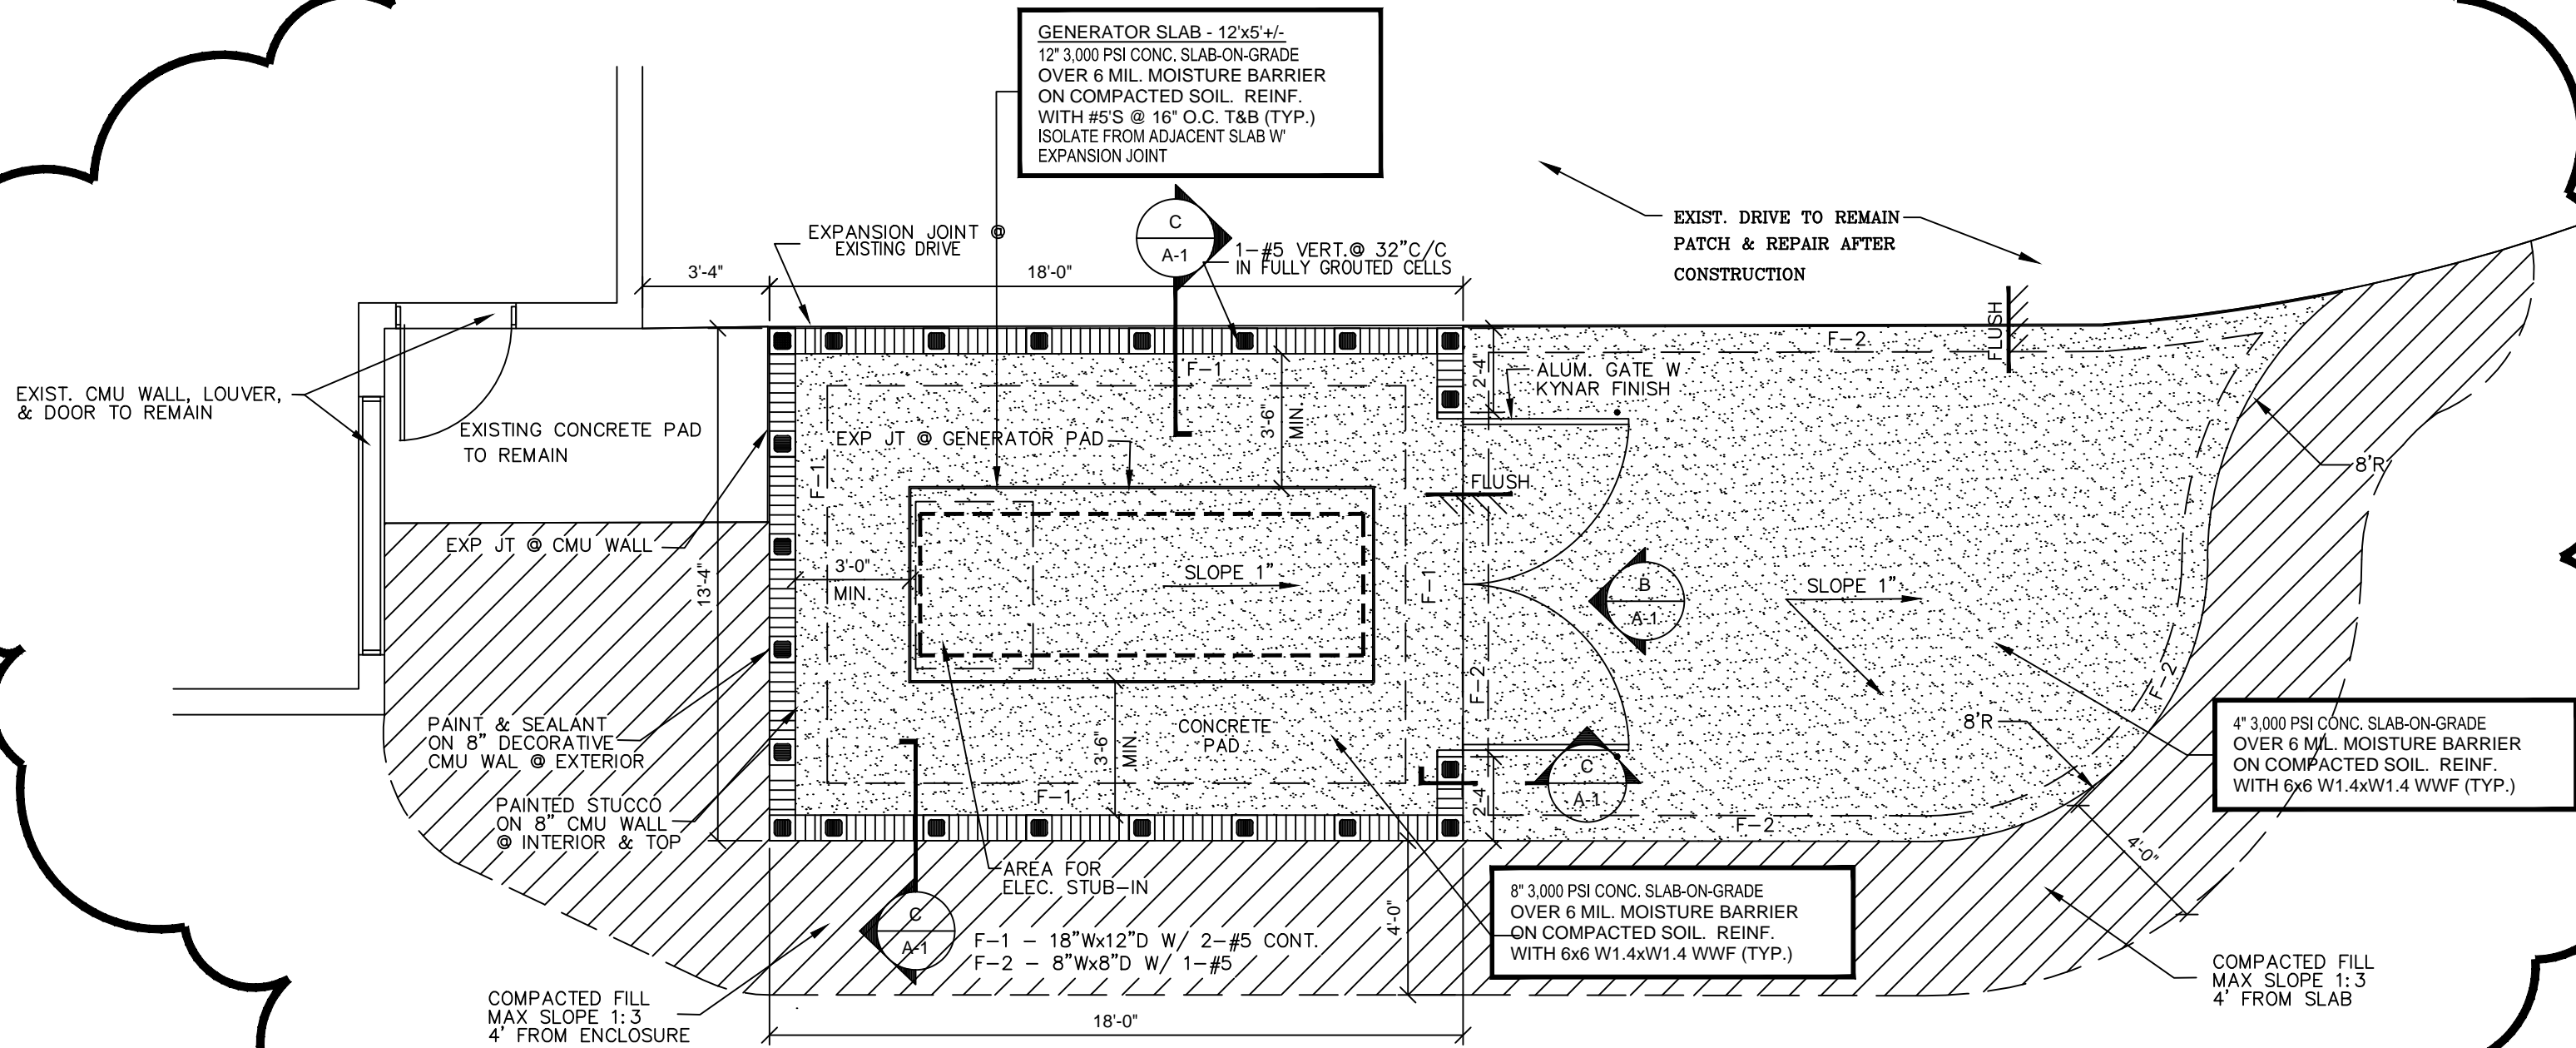 GENERATOR SLAB - 12'x5'+/-
12" 3,000 PSI CONC. SLAB-ON-GRADE
OVER 6 MIL. MOISTURE BARRIER
ON COMPACTED SOIL. REINF.
WITH #5'S @ 16" O.C. T&B (TYP.)
ISOLATE FROM ADJACENT SLAB W'
EXPANSION JOINT
EXPANSION JOINT @
EXISTING DRIVE
C
A-1
1-#5 VERT.@ 32"C/C
IN FULLY GROUTED CELLS
EXIST. DRIVE TO REMAIN
PATCH & REPAIR AFTER
CONSTRUCTION
3'-4"
18'-0"
FLUSH
F-2
F-1
2'-4"
ALUM. GATE W
KYNAR FINISH
EXIST. CMU WALL, LOUVER,
& DOOR TO REMAIN
EXISTING CONCRETE PAD
TO REMAIN
EXP JT @ GENERATOR PAD
3'-6"
MIN.
8'R
F-1
FLUSH
EXP JT @ CMU WALL
13'-4"
3'-0"
MIN.
SLOPE 1"
F-1
B
A-1
SLOPE 1"
F-2
F-2
PAINT & SEALANT
ON 8" DECORATIVE
CMU WAL @ EXTERIOR
CONCRETE
PAD
3'-6"
MIN.
8'R
4" 3,000 PSI CONC. SLAB-ON-GRADE
OVER 6 MIL. MOISTURE BARRIER
ON COMPACTED SOIL. REINF.
WITH 6x6 W1.4xW1.4 WWF (TYP.)
C
A-1
PAINTED STUCCO
ON 8" CMU WALL
@ INTERIOR & TOP
F-1
2'-4"
F-2
4'-0"
AREA FOR
ELEC. STUB-IN
8" 3,000 PSI CONC. SLAB-ON-GRADE
OVER 6 MIL. MOISTURE BARRIER
ON COMPACTED SOIL. REINF.
WITH 6x6 W1.4xW1.4 WWF (TYP.)
C
A-1
4'-0"
F-1 - 18"Wx12"D W/ 2-#5 CONT.
F-2 - 8"Wx8"D W/ 1-#5
COMPACTED FILL
MAX SLOPE 1:3
4' FROM ENCLOSURE
COMPACTED FILL
MAX SLOPE 1:3
4' FROM SLAB
18'-0"